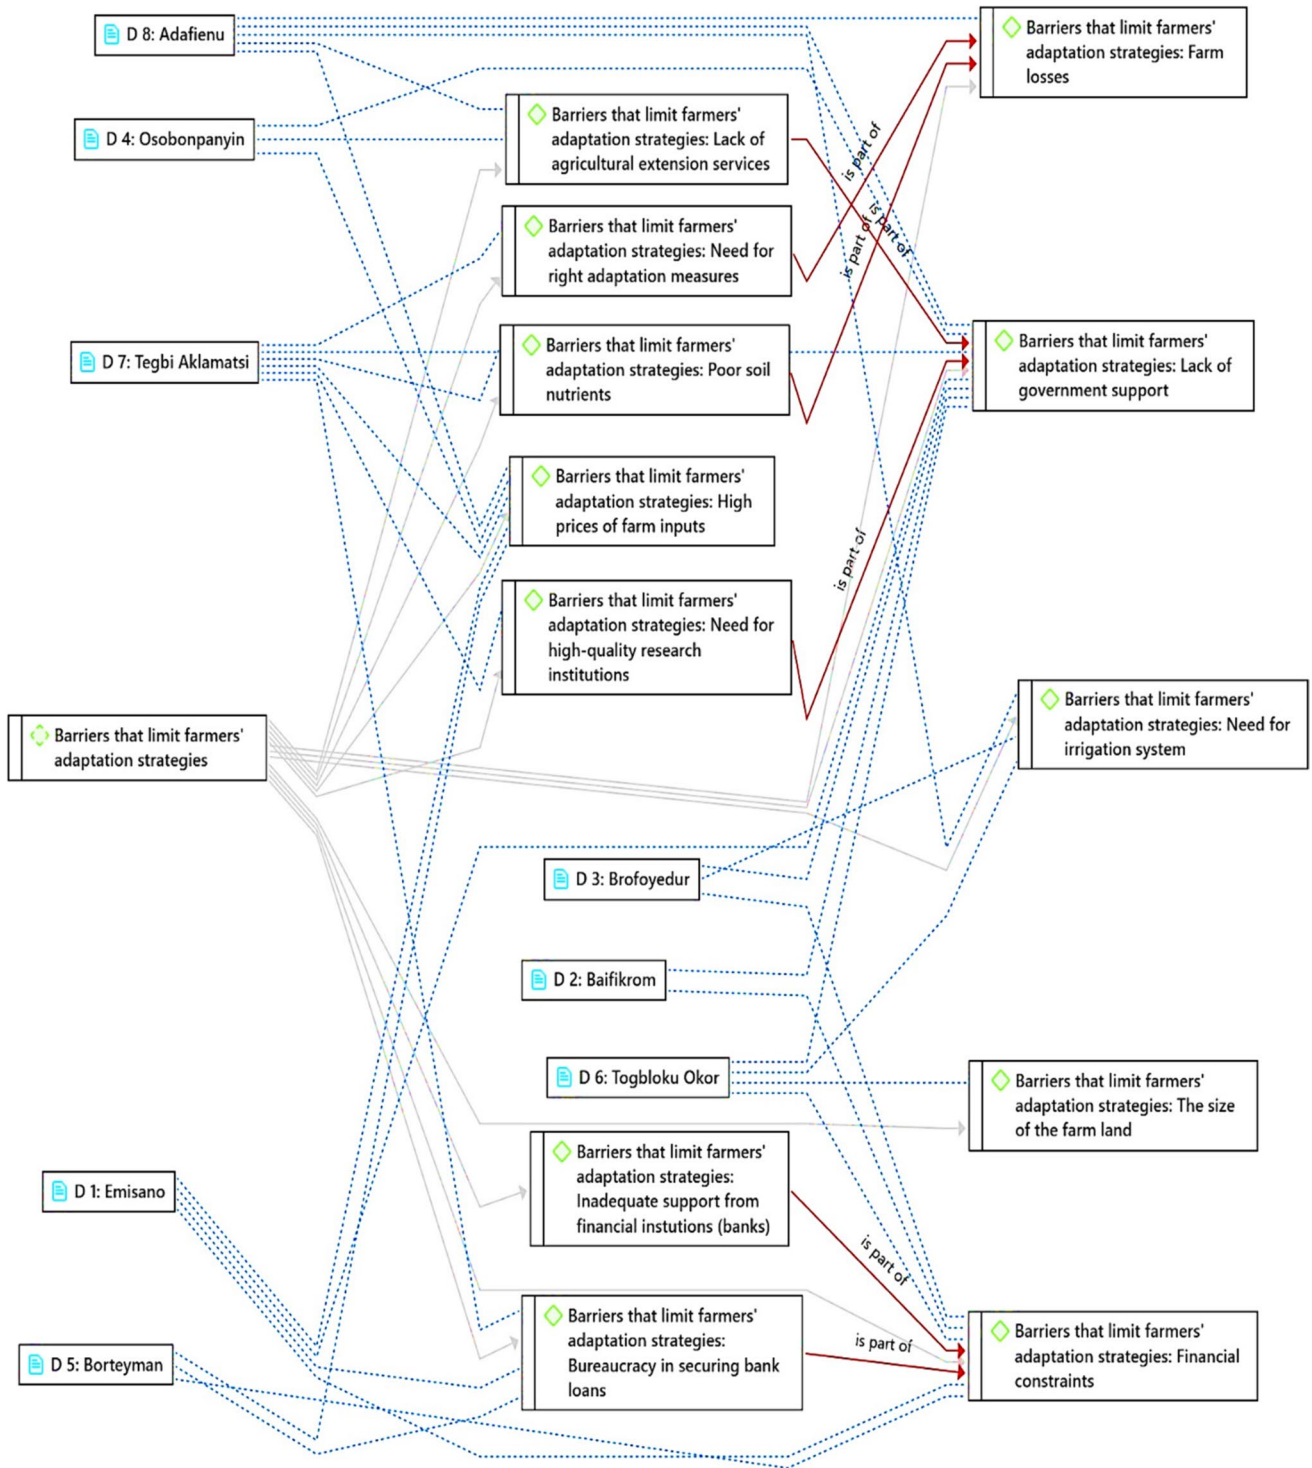 D 8: Adafienu
Barriers that limit farmers'
adaptation strategies: Farm
losses
D 4: Osobonpanyin
Barriers that limit farmers'
adaptation strategies: Lack of
agricultural extension services
is part of
Barriers that limit farmers'
adaptation strategies: Need for
right adaptation measures
is part of
is part of
D 7: Tegbi Aklamatsi
Barriers that limit farmers'
adaptation strategies: Poor soil
nutrients
Barriers that limit farmers'
adaptation strategies: Lack of
government support
Barriers that limit farmers'
adaptation strategies: High
prices of farm inputs
is part of
Barriers that limit farmers'
adaptation strategies: Need for
high-quality research
institutions
Barriers that limit farmers'
adaptation strategies
Barriers that limit farmers'
adaptation strategies: Need for
irrigation system
D 3: Brofoyedur
D 2: Baifikrom
D 6: Togbloku Okor
Barriers that limit farmers'
adaptation strategies: The size
of the farm land
D 1: Emisano
Barriers that limit farmers'
adaptation strategies:
Inadequate support from
financial instutions (banks)
is part of
D 5: Borteyman
Barriers that limit farmers'
adaptation strategies:
Bureaucracy in securing bank
loans
is part of
Barriers that limit farmers'
adaptation strategies: Financial
constraints